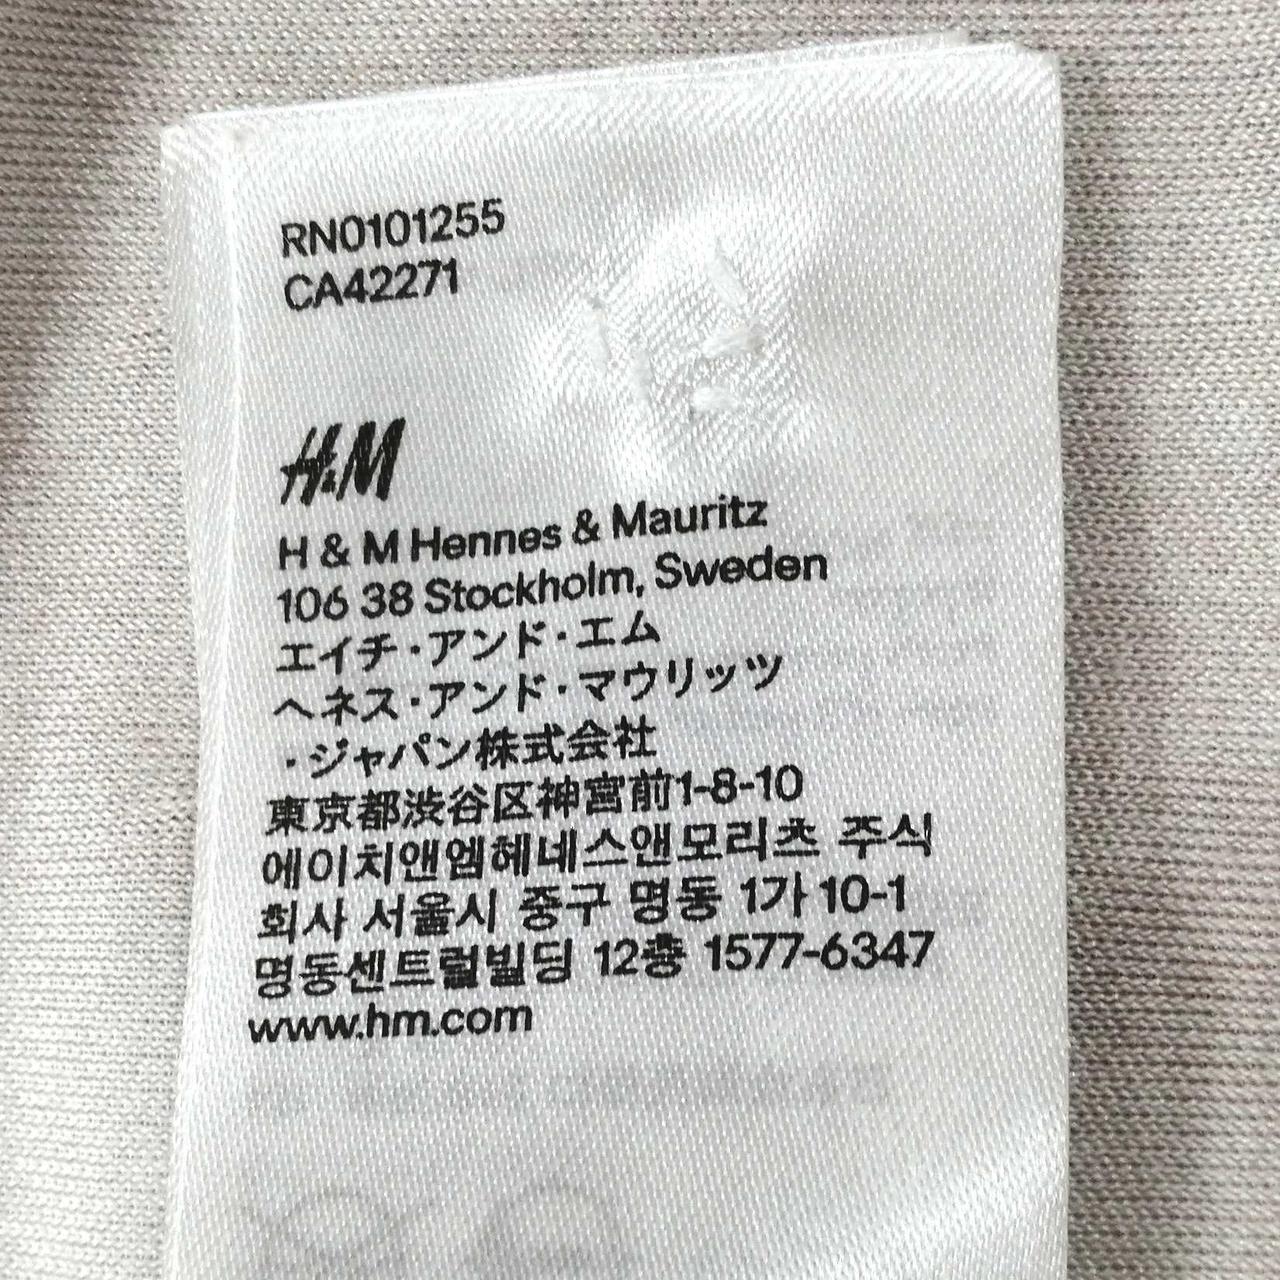 RN0101255
CA42271
H&M
H & M Hennes & Mauritz
106 38 Stockholm, Sweden
エイチ・アンド・エム
ヘネス・アンド・マウリッツ
・ジャパン株式会社
東京都渋谷区神宮前1-8-10
에이치앤엠헤네스앤모리츠 주식
회사 서울시 중구 명동 1가 10-1
명동센트럴빌딩 12층 1577-6347
www.hm.com